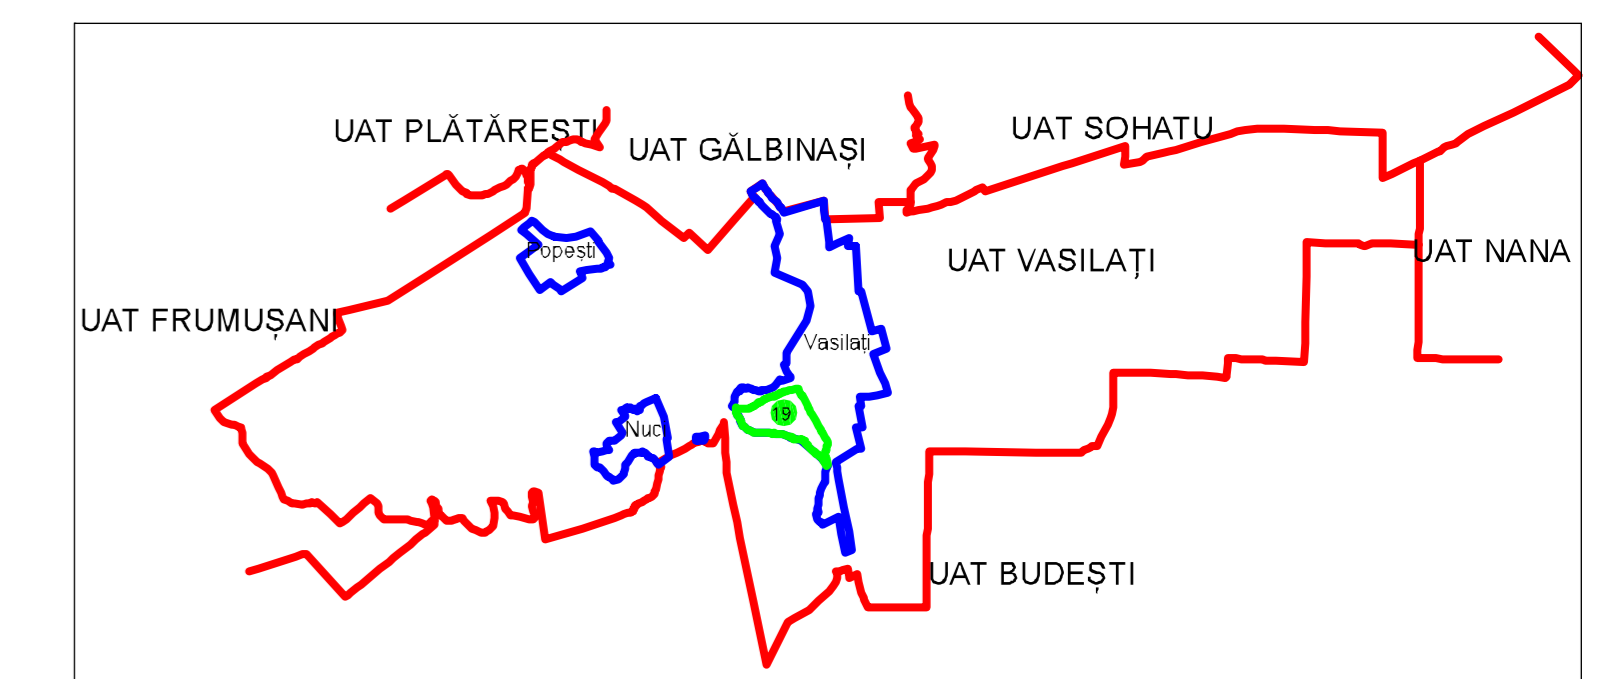 UAT PLĂTĂREȘTI
UAT GĂLBINAȘI
UAT SOHATU
Popești
UAT VASILAȚI
UAT NANA
UAT FRUMUȘANI
Vasilați
19
Nuci
UAT BUDEȘTI